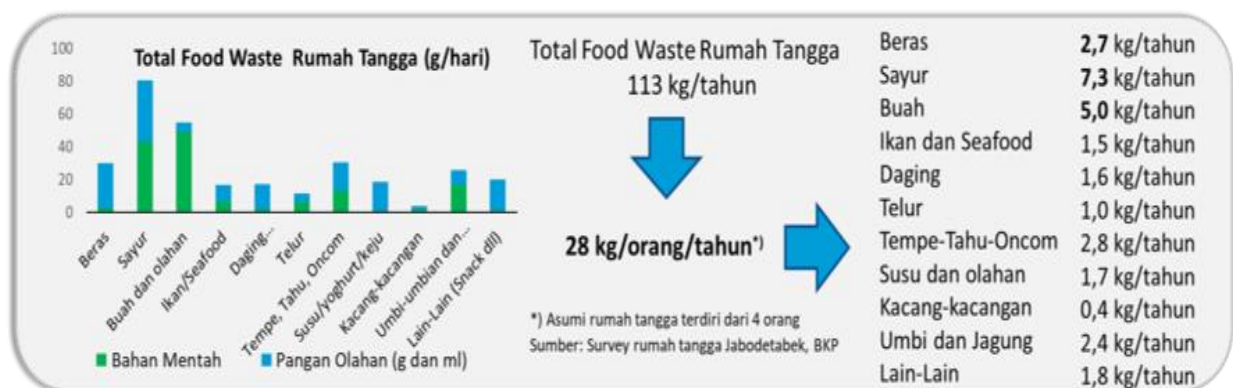 Total Food Waste Rumah Tangga (g/hari)
100
80
60
40
20
0
Beras
Sayur
Buah dan olahan
Ikan/Seafood
Daging...
Telur
Tempe, Tahu, Oncom
Susu/yoghurt/keju
Kacang-kacangan
Umbi-umbian dan...
Lain-Lain (Snack dll)
Bahan Mentah
Pangan Olahan (g dan ml)
Total Food Waste Rumah Tangga
113 kg/tahun
28 kg/orang/tahun*)
*) Asumi rumah tangga terdiri dari 4 orang
Sumber: Survey rumah tangga Jabodetabek, BKP
Beras 2,7 kg/tahun
Sayur 7,3 kg/tahun
Buah 5,0 kg/tahun
Ikan dan Seafood 1,5 kg/tahun
Daging 1,6 kg/tahun
Telur 1,0 kg/tahun
Tempe-Tahu-Oncom 2,8 kg/tahun
Susu dan olahan 1,7 kg/tahun
Kacang-kacangan 0,4 kg/tahun
Umbi dan Jagung 2,4 kg/tahun
Lain-Lain 1,8 kg/tahun